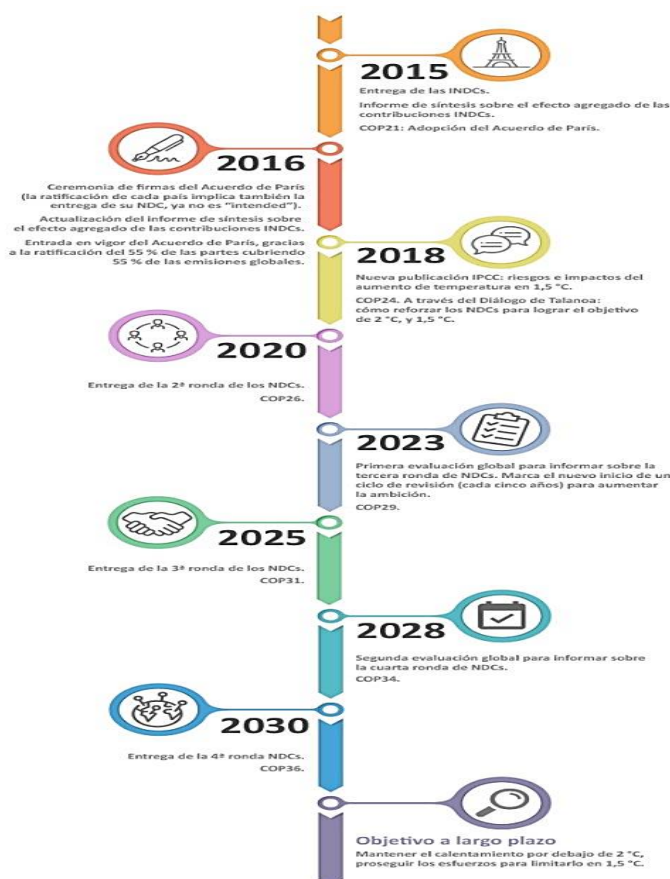 2015
Entrega de las INDCs.
Informe de síntesis sobre el efecto agregado de las
contribuciones INDCs.
COP21: Adopción del Acuerdo de París.
2016
Ceremonia de firmas del Acuerdo de París
(la ratificación de cada país implica también la
entrega de su NDC, ya no es “intended”).
Actualización del informe de síntesis sobre
el efecto agregado de las contribuciones INDCs.
Entrada en vigor del Acuerdo de París, gracias
a la ratificación del 55 % de las partes cubriendo
55 % de las emisiones globales.
2018
Nueva publicación IPCC: riesgos e impactos del
aumento de temperatura en 1,5 °C.
COP24. A través del Diálogo de Talanoa:
cómo reforzar los NDCs para lograr el objetivo
de 2 °C, y 1,5 °C.
2020
Entrega de la 2ª ronda de los NDCs.
COP26.
2023
Primera evaluación global para informar sobre la
tercera ronda de NDCs. Marca el nuevo inicio de un
ciclo de revisión (cada cinco años) para aumentar
la ambición.
COP29.
2025
Entrega de la 3ª ronda de los NDCs.
COP31.
2028
Segunda evaluación global para informar sobre
la cuarta ronda de NDCs.
COP34.
2030
Entrega de la 4ª ronda NDCs.
COP36.
Objetivo a largo plazo
Mantener el calentamiento por debajo de 2 °C,
proseguir los esfuerzos para limitarlo en 1,5 °C.